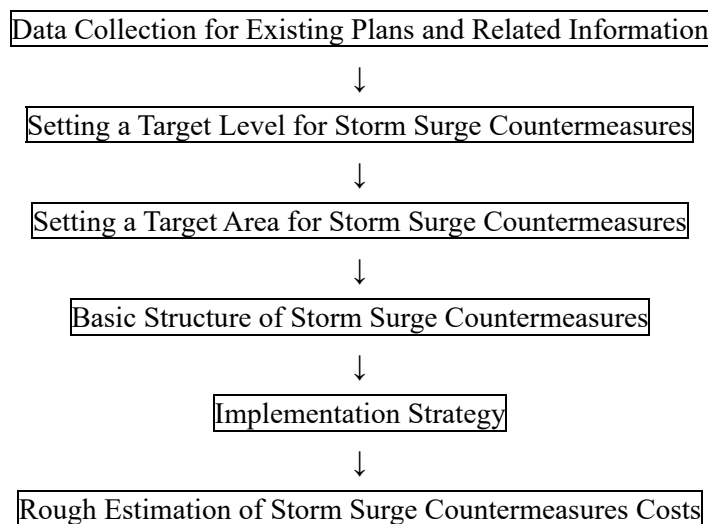 Data Collection for Existing Plans and Related Information
↓
Setting a Target Level for Storm Surge Countermeasures
↓
Setting a Target Area for Storm Surge Countermeasures
↓
Basic Structure of Storm Surge Countermeasures
↓
Implementation Strategy
↓
Rough Estimation of Storm Surge Countermeasures Costs